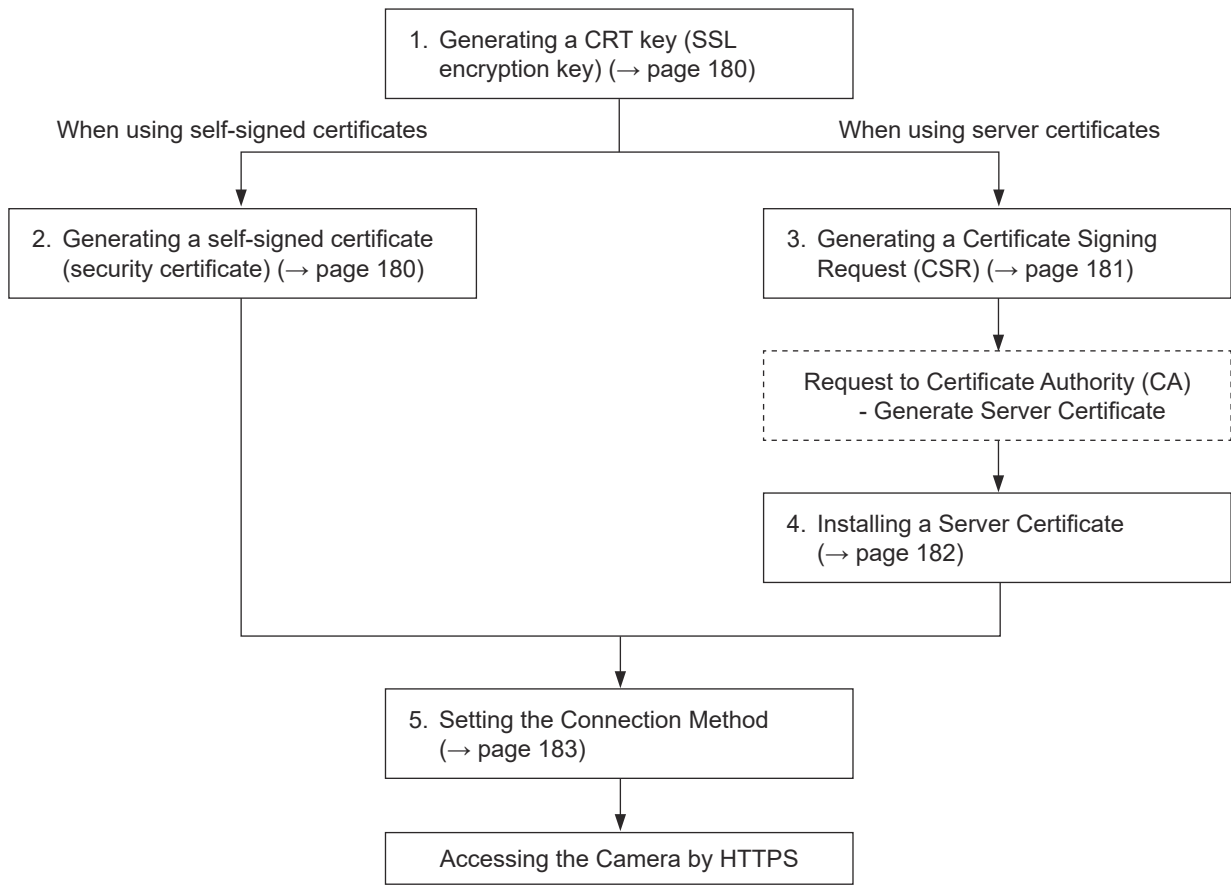 1. Generating a CRT key (SSL
encryption key) (→ page 180)
When using self-signed certificates
When using server certificates
2. Generating a self-signed certificate
(security certificate) (→ page 180)
3. Generating a Certificate Signing
Request (CSR) (→ page 181)
Request to Certificate Authority (CA)
- Generate Server Certificate
4. Installing a Server Certificate
(→ page 182)
5. Setting the Connection Method
(→ page 183)
Accessing the Camera by HTTPS